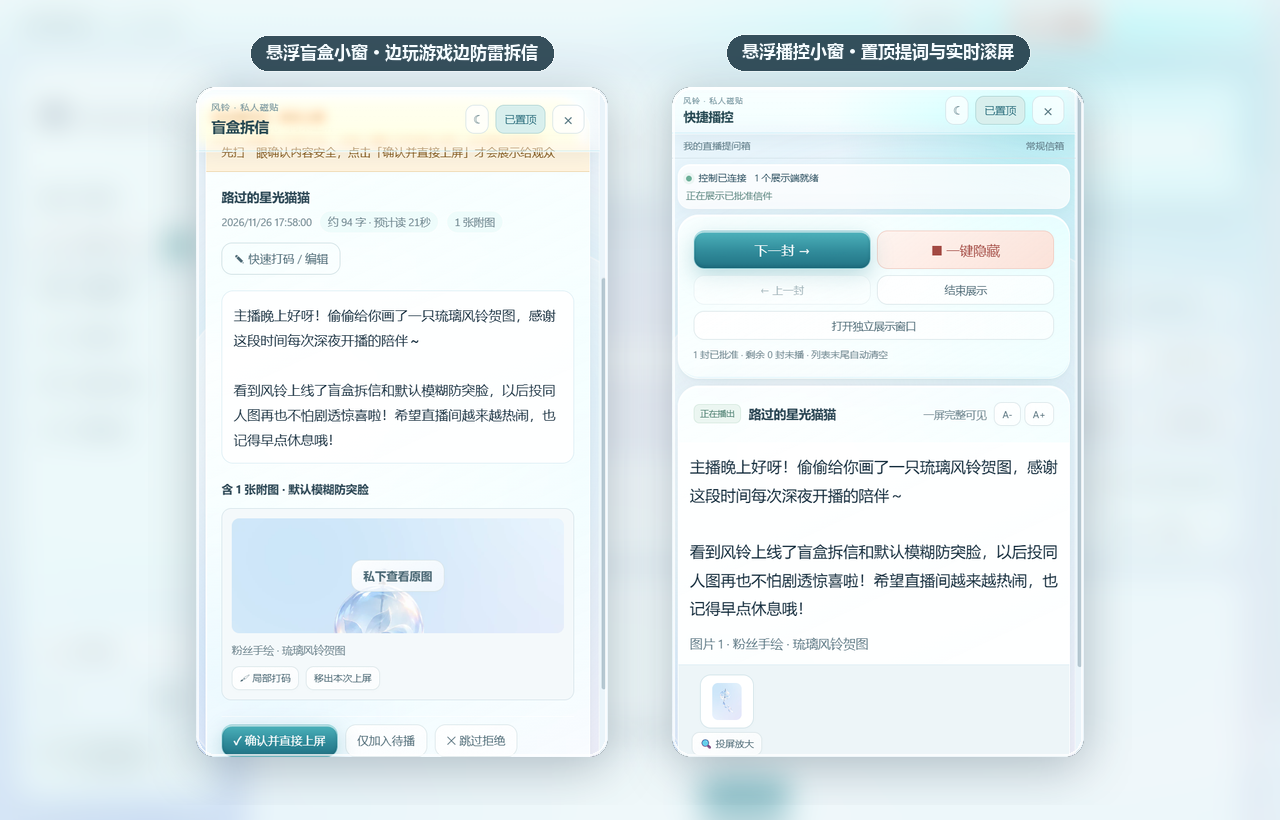 悬浮盲盒小窗 • 边玩游戏边防雷拆信
风铃 · 私人磁贴
盲盒拆信
已置顶
先扫一眼确认内容安全，点击「确认并直接上屏」才会展示给观众
路过的星光猫猫
2026/11/26 17:58:00 约 94 字 · 预计读 21秒 1 张附图
快速打码 / 编辑
主播晚上好呀！偷偷给你画了一只琉璃风铃贺图，感谢
这段时间每次深夜开播的陪伴～
看到风铃上线了盲盒拆信和默认模糊防突脸，以后投同
人图再也不怕剧透惊喜啦！希望直播间越来越热闹，也
记得早点休息哦！
含 1 张附图 · 默认模糊防突脸
私下查看原图
粉丝手绘 · 琉璃风铃贺图
局部打码 移出本次上屏
✓ 确认并直接上屏 仅加入待播 ✕ 跳过拒绝
悬浮播控小窗 • 置顶提词与实时滚屏
风铃 · 私人磁贴
快捷播控
已置顶
我的直播提问箱 常规信箱
控制已连接 1 个展示端就绪
正在展示已批准信件
下一封 → ■ 一键隐藏
← 上一封 结束展示
打开独立展示窗口
1 封已批准 · 剩余 0 封未播 · 列表末尾自动清空
正在播出 路过的星光猫猫 一屏完整可见 A- A+
主播晚上好呀！偷偷给你画了一只琉璃风铃贺图，感谢
这段时间每次深夜开播的陪伴～
看到风铃上线了盲盒拆信和默认模糊防突脸，以后投同
人图再也不怕剧透惊喜啦！希望直播间越来越热闹，也
记得早点休息哦！
图片 1 · 粉丝手绘 · 琉璃风铃贺图
投屏放大